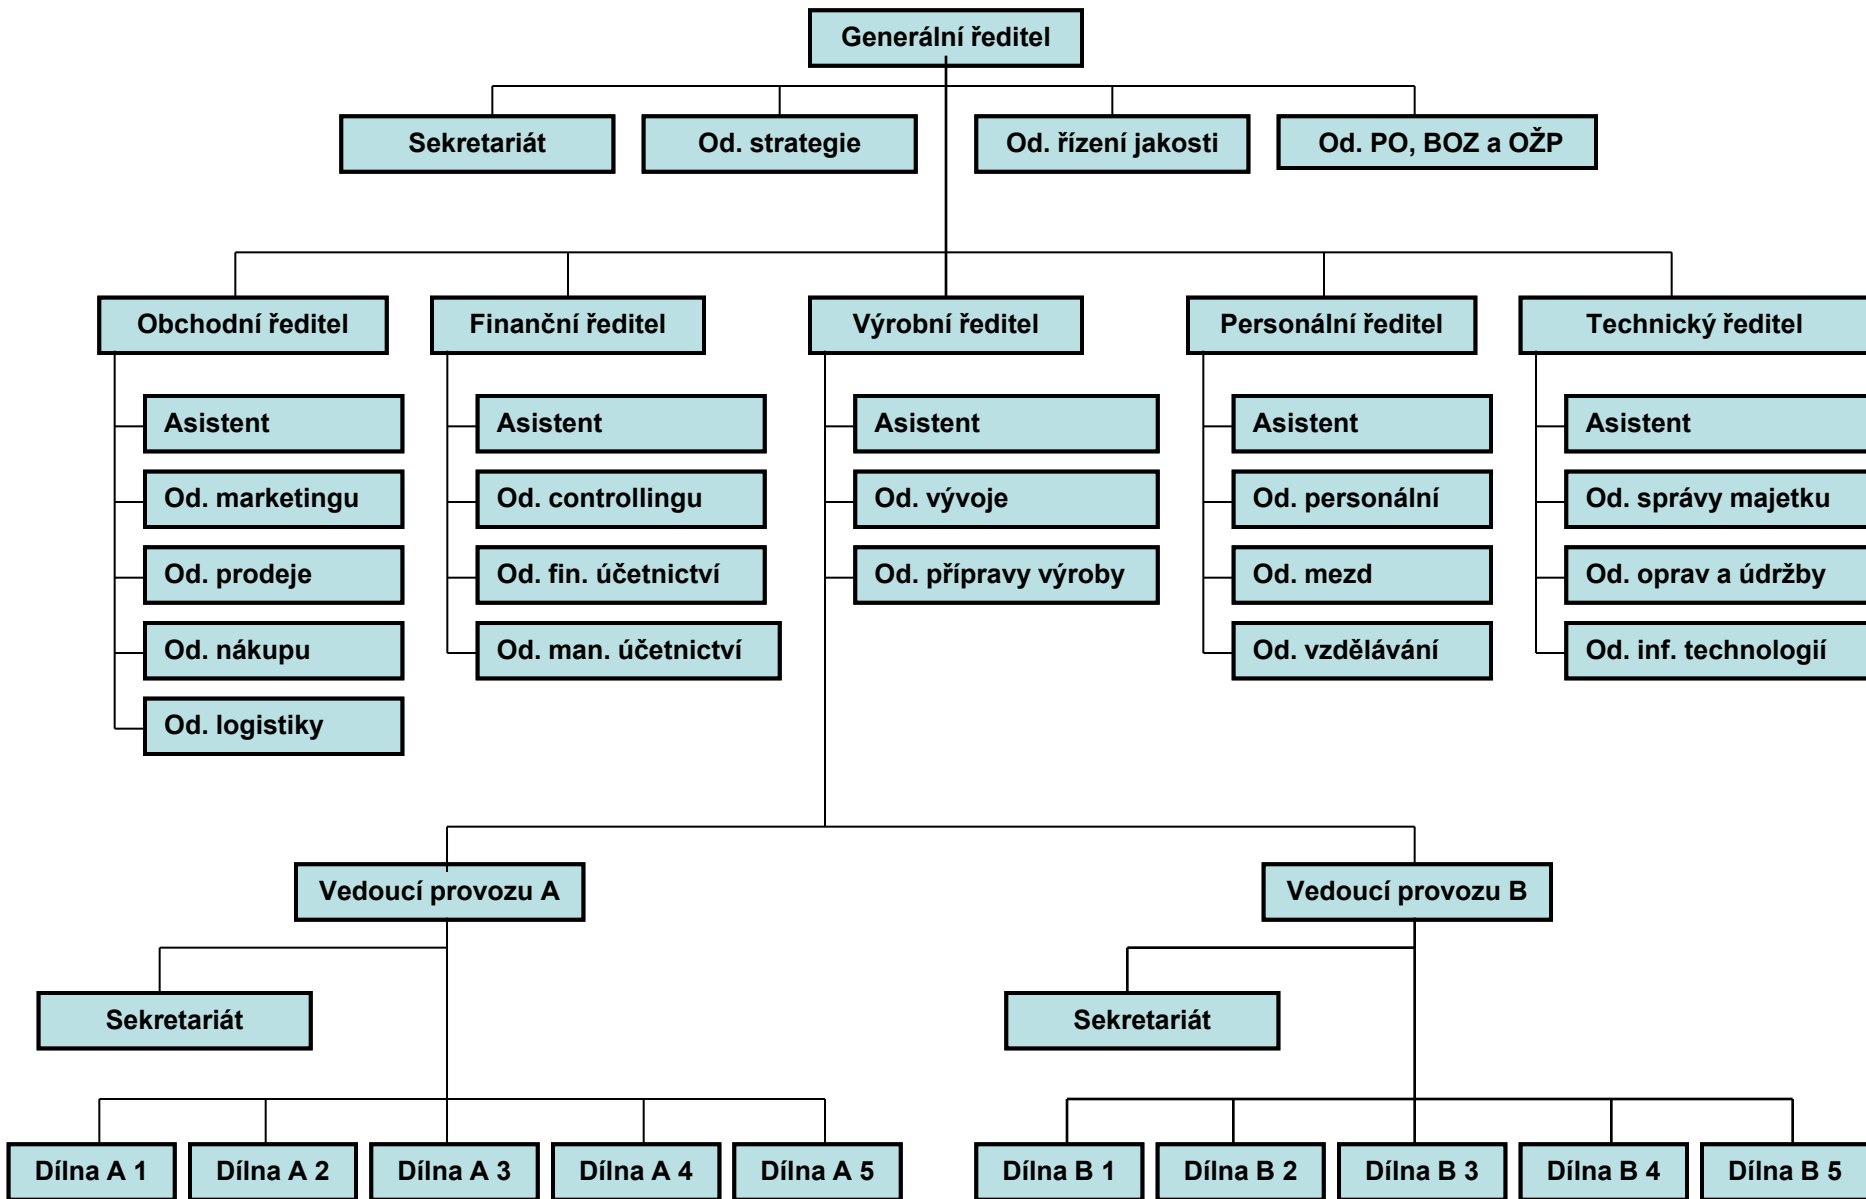 Generální ředitel
Sekretariát
Od. strategie
Od. řízení jakosti
Od. PO, BOZ a OŽP
Obchodní ředitel
Finanční ředitel
Výrobní ředitel
Personální ředitel
Technický ředitel
Asistent
Asistent
Asistent
Asistent
Asistent
Od. marketingu
Od. controllingu
Od. vývoje
Od. personální
Od. správy majetku
Od. prodeje
Od. fin. účetnictví
Od. přípravy výroby
Od. mezd
Od. oprav a údržby
Od. nákupu
Od. man. účetnictví
Od. vzdělávání
Od. inf. technologií
Od. logistiky
Vedoucí provozu A
Vedoucí provozu B
Sekretariát
Sekretariát
Dílna A 1
Dílna A 2
Dílna A 3
Dílna A 4
Dílna A 5
Dílna B 1
Dílna B 2
Dílna B 3
Dílna B 4
Dílna B 5